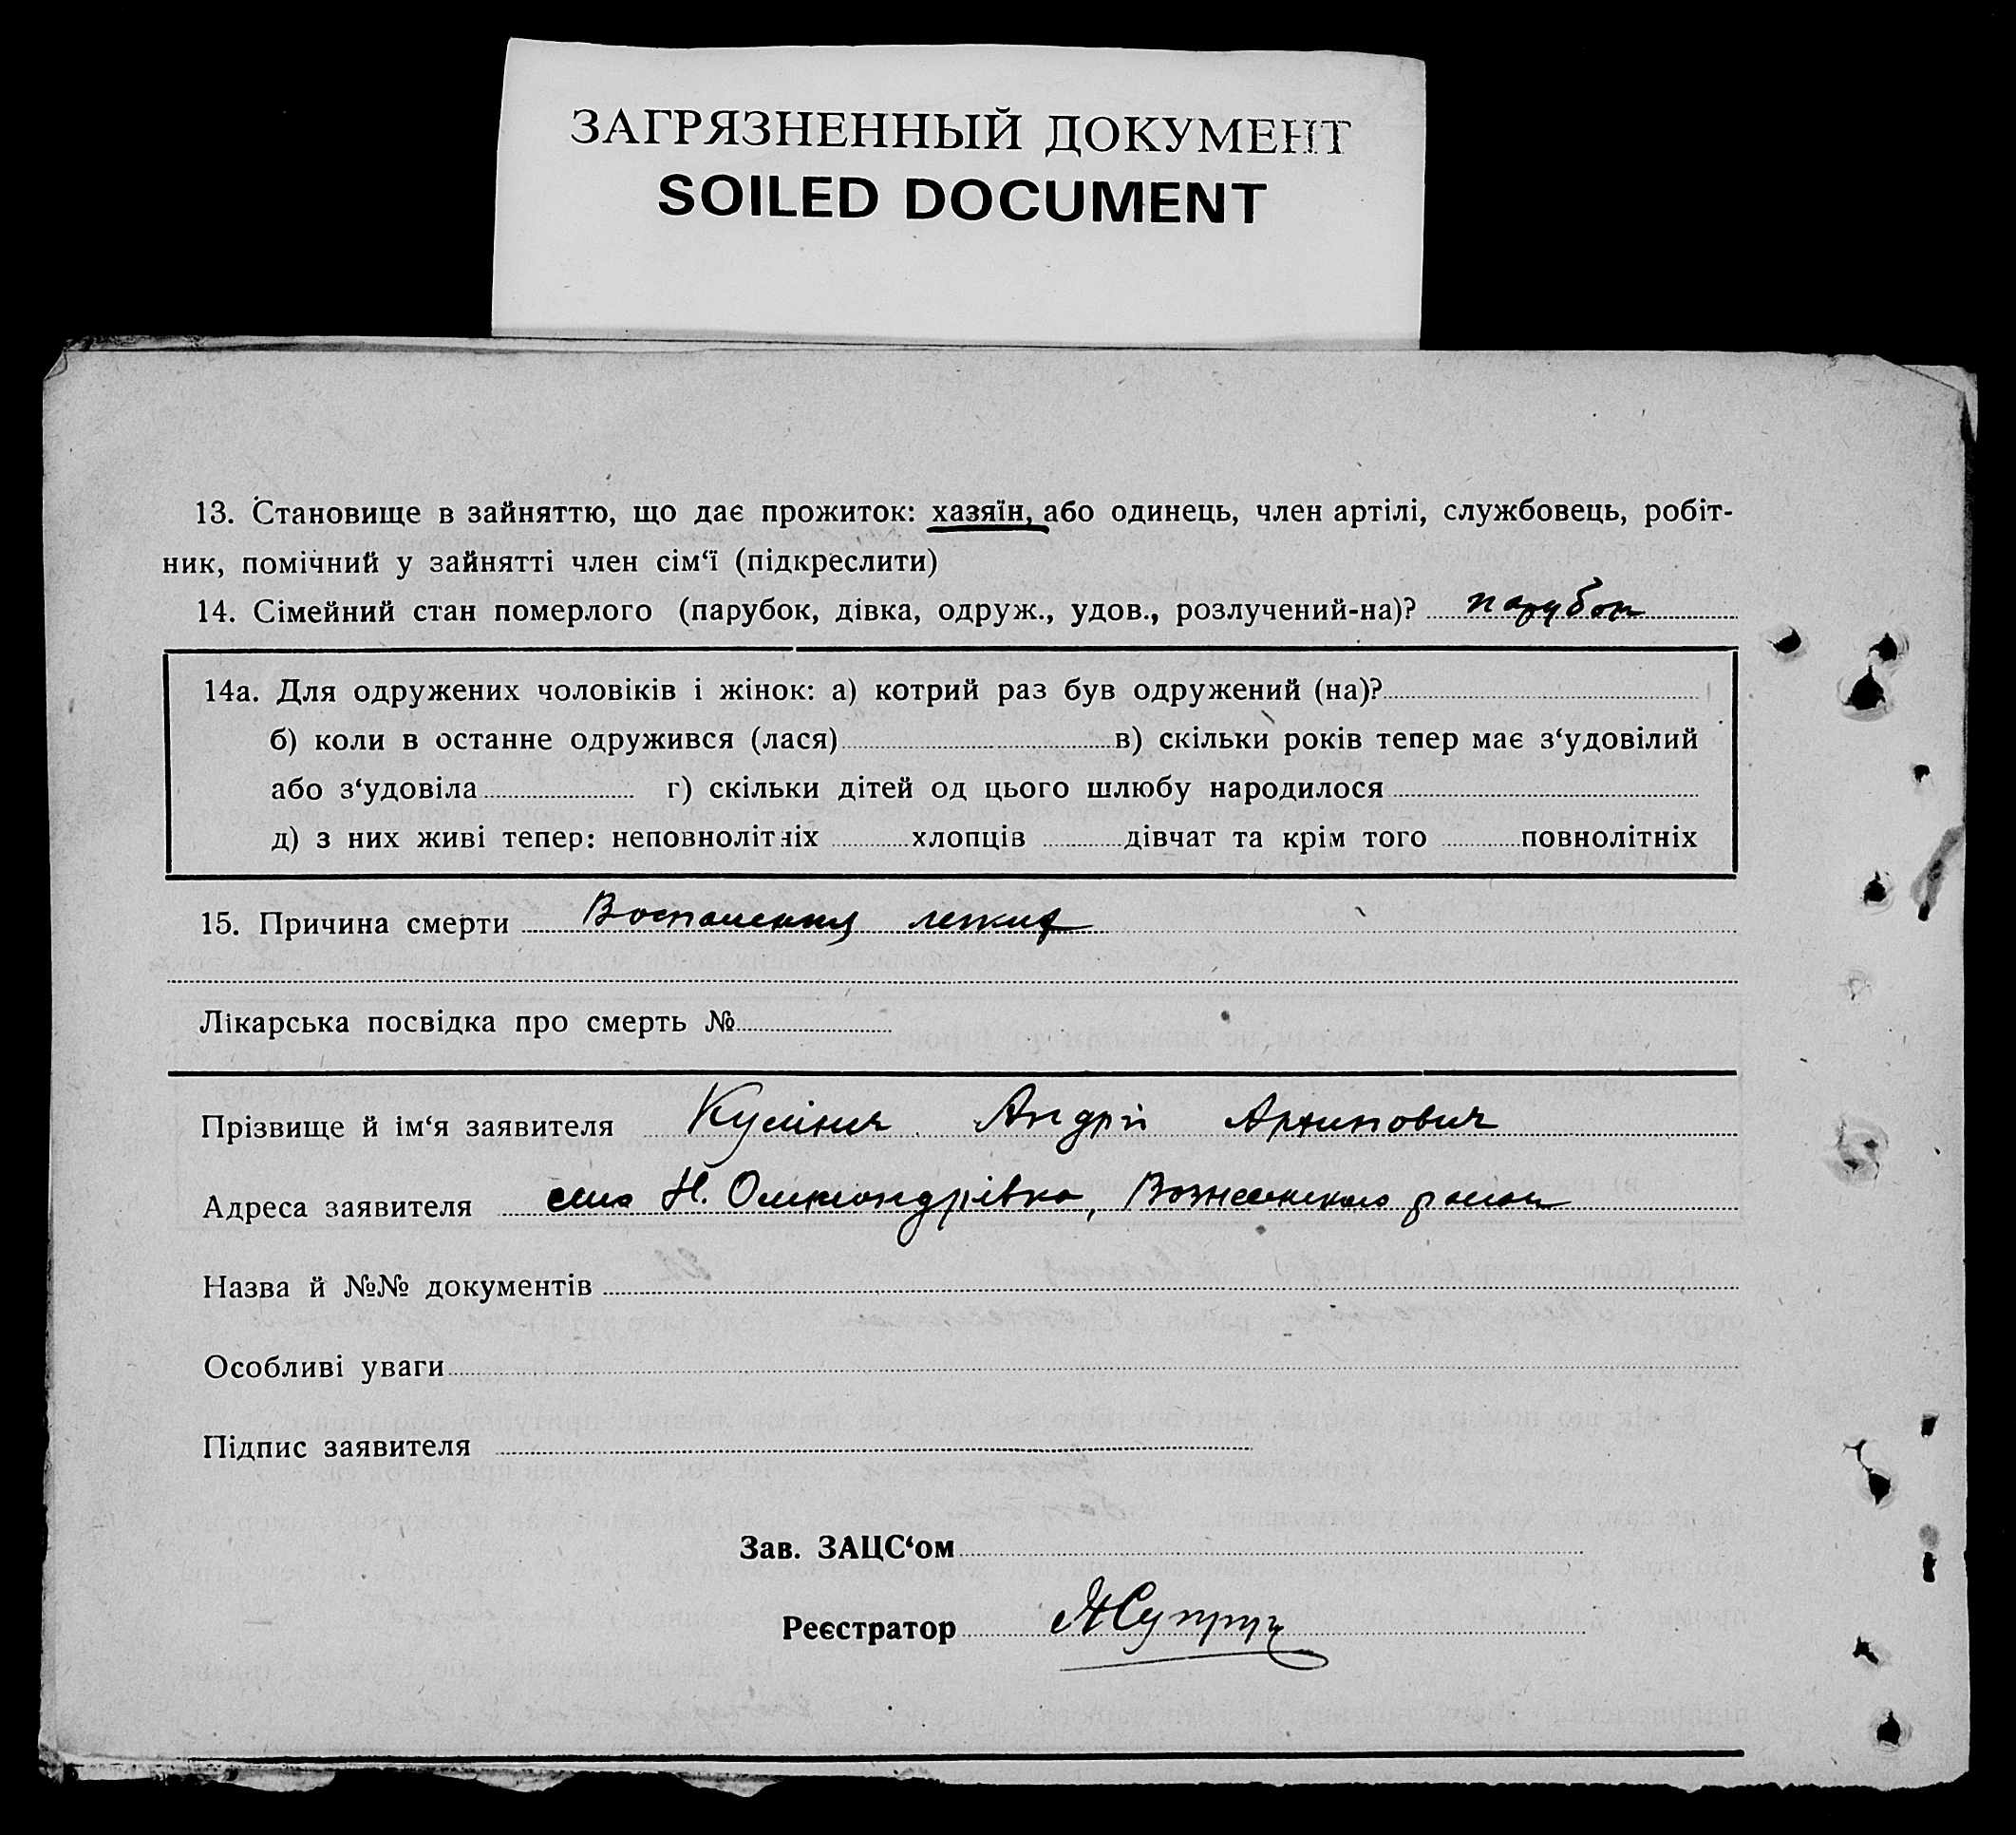 ЗАГРЯЗНЕННЫЙ ДОКУМЕНТ
SOILED DOCUMENT
13. Становище в зайняттю, що дає прожиток: хазяїн, або одинець, член артілі, службовець, робіт-
ник, помічний у зайнятті член сім‘ї (підкреслити)
14. Сімейний стан померлого (парубок, дівка, одруж., удов., розлучений-на)? парубок
14а. Для одружених чоловіків і жінок: а) котрий раз був одружений (на)?
б) коли в останне одружився (лася) в) скільки років тепер має з‘удовілий
або з‘удовіла г) скільки дітей од цього шлюбу народилося
д) з них живі тепер: неповнолітніх хлопців дівчат та крім того повнолітніх
15. Причина смерти Воспаление легких
Лікарська посвідка про смерть №
Прізвище й ім‘я заявителя Андрій Архипович
Адреса заявителя село Н. Олександрівка, Вознесенського району
Назва й №№ документів
Особливі уваги
Підпис заявителя
Зав. ЗАЦС‘ом
Реєстратор